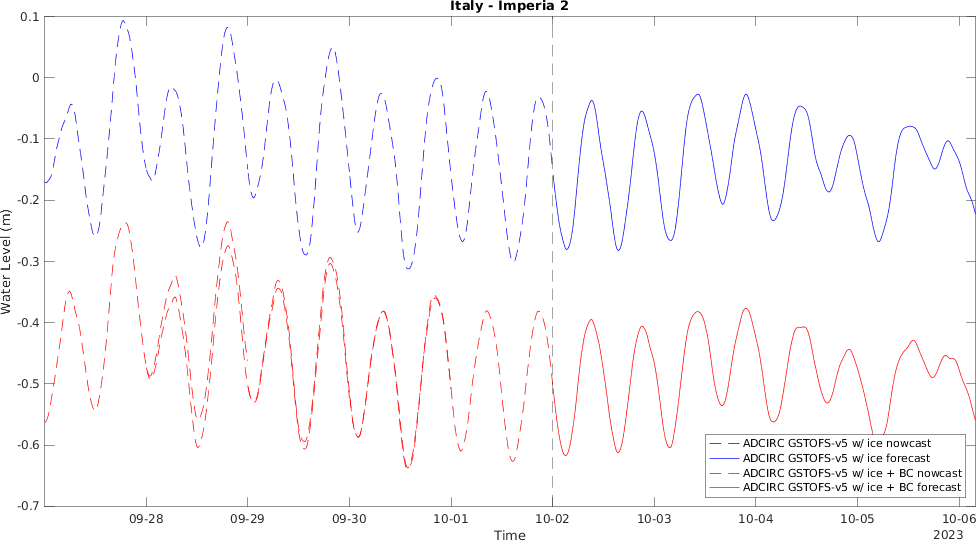 Italy - Imperia 2
0.1
0
-0.1
-0.2
-0.3
-0.4
-0.5
-0.6
-0.7
Water Level (m)
ADCIRC GSTOFS-v5 w/ ice nowcast
ADCIRC GSTOFS-v5 w/ ice forecast
ADCIRC GSTOFS-v5 w/ ice + BC nowcast
ADCIRC GSTOFS-v5 w/ ice + BC forecast
09-28 09-29 09-30 10-01 10-02 10-03 10-04 10-05 10-06
2023
Time